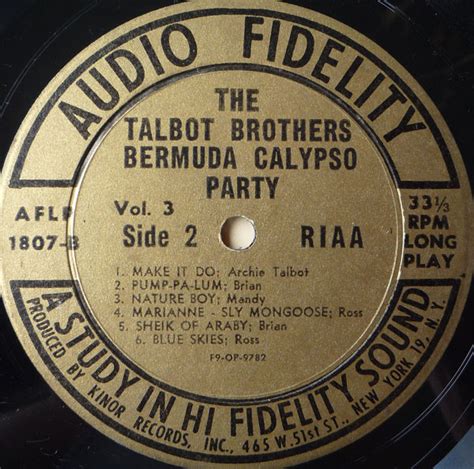 AUDIO FIDELITY
THE
TALBOT BROTHERS
BERMUDA CALYPSO
PARTY
AFLP
1807-B
Vol. 3
Side 2
RIAA
33⅓
RPM
LONG
PLAY
1. MAKE IT DO; Archie Talbot
2. PUMP-PA-LUM; Brian
3. NATURE BOY; Mandy
4. MARIANNE - SLY MONGOOSE; Ross
5. SHEIK OF ARABY; Brian
6. BLUE SKIES; Ross
F9-OP-9782
A STUDY IN HI FIDELITY SOUND
PRODUCED BY KINOR RECORDS, INC., 465 W. 51st ST., NEW YORK 19, N.Y.